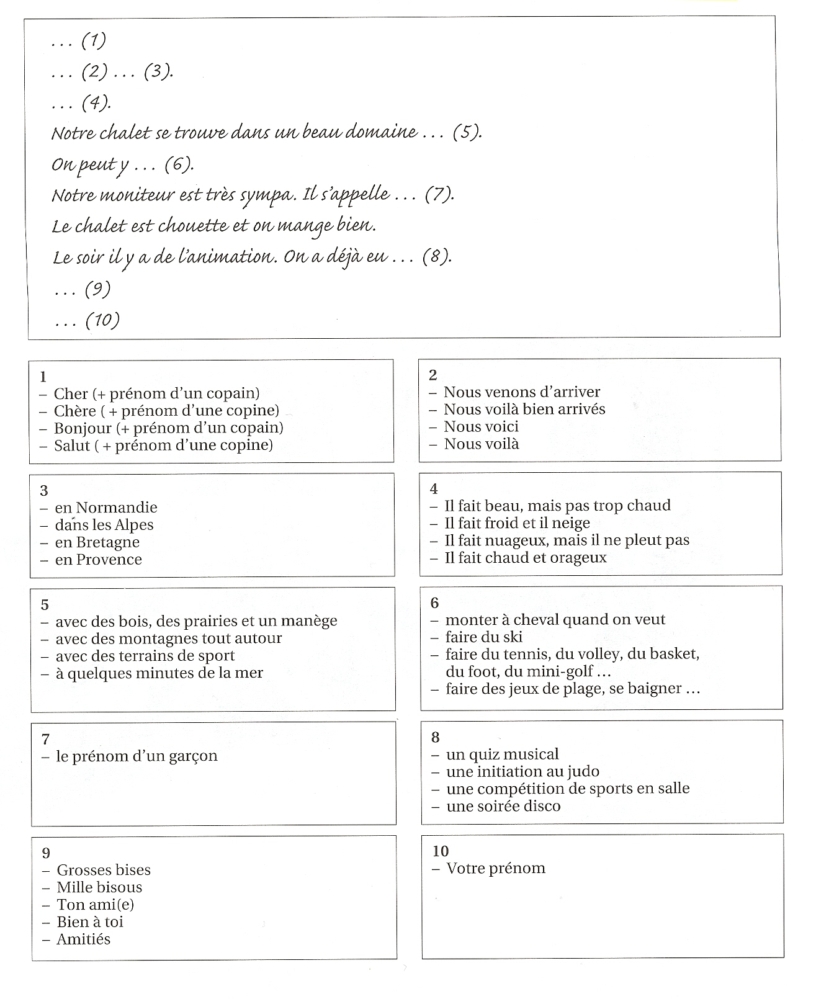 ... (1)
... (2) ... (3).
... (4).
Notre chalet se trouve dans un beau domaine ... (5).
On peut y ... (6).
Notre moniteur est très sympa. Il s'appelle ... (7).
Le chalet est chouette et on mange bien.
Le soir il y a de l'animation. On a déjà eu ... (8).
... (9)
... (10)
1
– Cher (+ prénom d'un copain)
– Chère ( + prénom d'une copine)
– Bonjour (+ prénom d'un copain)
– Salut ( + prénom d'une copine)
2
– Nous venons d'arriver
– Nous voilà bien arrivés
– Nous voici
– Nous voilà
3
– en Normandie
– dans les Alpes
– en Bretagne
– en Provence
4
– Il fait beau, mais pas trop chaud
– Il fait froid et il neige
– Il fait nuageux, mais il ne pleut pas
– Il fait chaud et orageux
5
– avec des bois, des prairies et un manège
– avec des montagnes tout autour
– avec des terrains de sport
– à quelques minutes de la mer
6
– monter à cheval quand on veut
– faire du ski
– faire du tennis, du volley, du basket,
du foot, du mini-golf ...
– faire des jeux de plage, se baigner ...
7
– le prénom d'un garçon
8
– un quiz musical
– une initiation au judo
– une compétition de sports en salle
– une soirée disco
9
– Grosses bises
– Mille bisous
– Ton ami(e)
– Bien à toi
– Amitiés
10
– Votre prénom